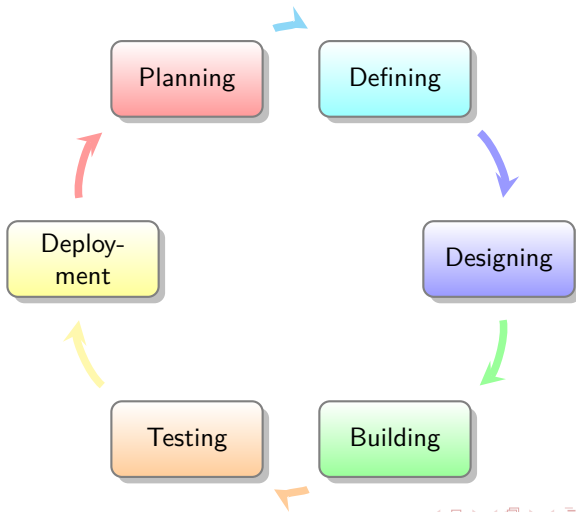 Planning
Defining
Deploy-
ment
Designing
Testing
Building